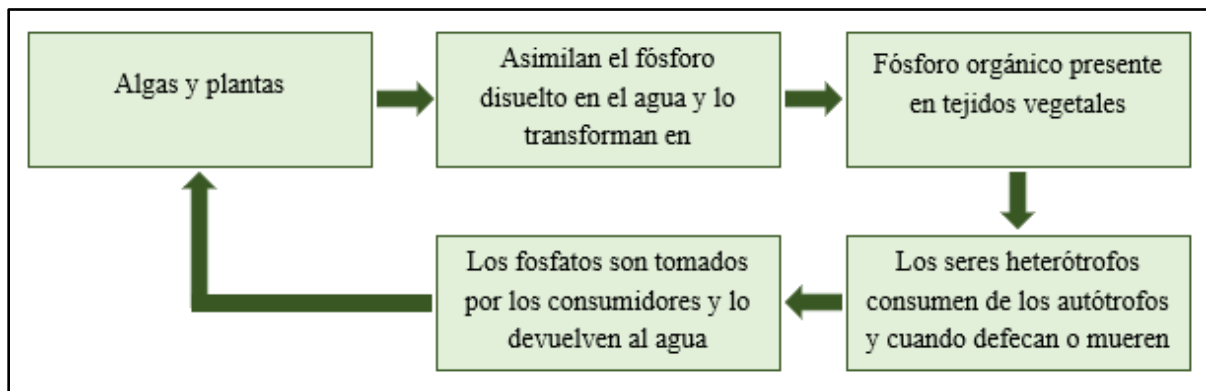 Algas y plantas
Asimilan el fósforo
disuelto en el agua y lo
transforman en
Fósforo orgánico presente
en tejidos vegetales
Los seres heterótrofos
consumen de los autótrofos
y cuando defecan o mueren
Los fosfatos son tomados
por los consumidores y lo
devuelven al agua